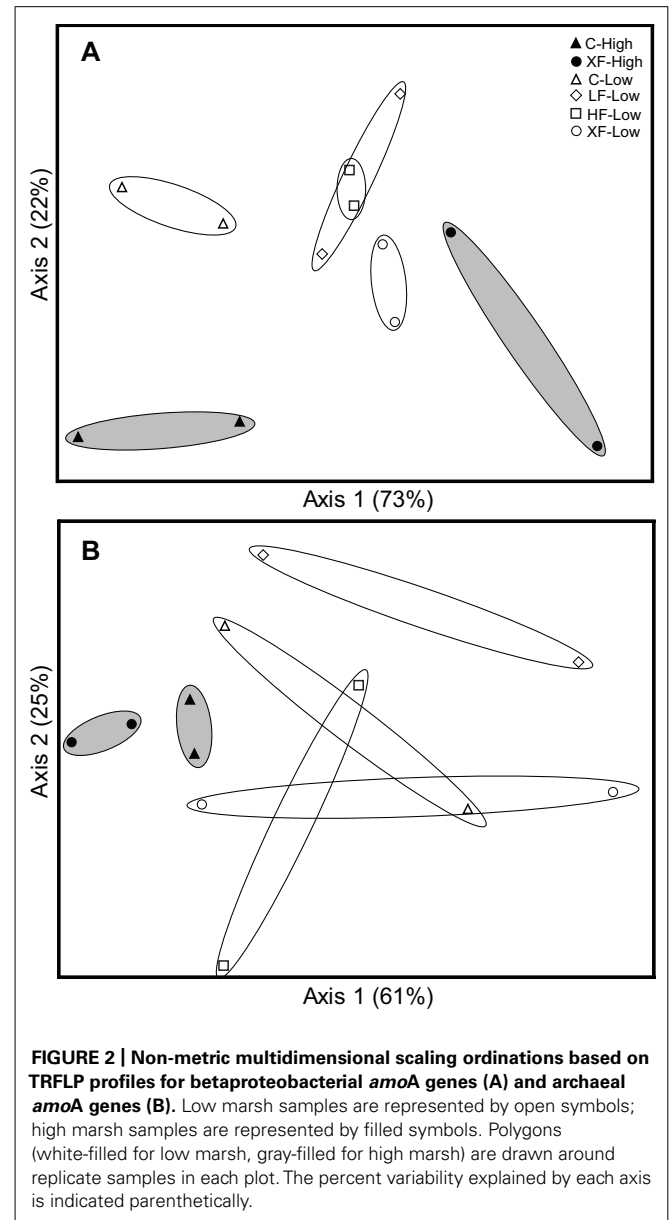 A
C-High
XF-High
C-Low
LF-Low
HF-Low
XF-Low
Axis 2 (22%)
Axis 1 (73%)
B
Axis 2 (25%)
Axis 1 (61%)
FIGURE 2 | Non-metric multidimensional scaling ordinations based on
TRFLP profiles for betaproteobacterial amoA genes (A) and archaeal
amoA genes (B). Low marsh samples are represented by open symbols;
high marsh samples are represented by filled symbols. Polygons
(white-filled for low marsh, gray-filled for high marsh) are drawn around
replicate samples in each plot. The percent variability explained by each axis
is indicated parenthetically.